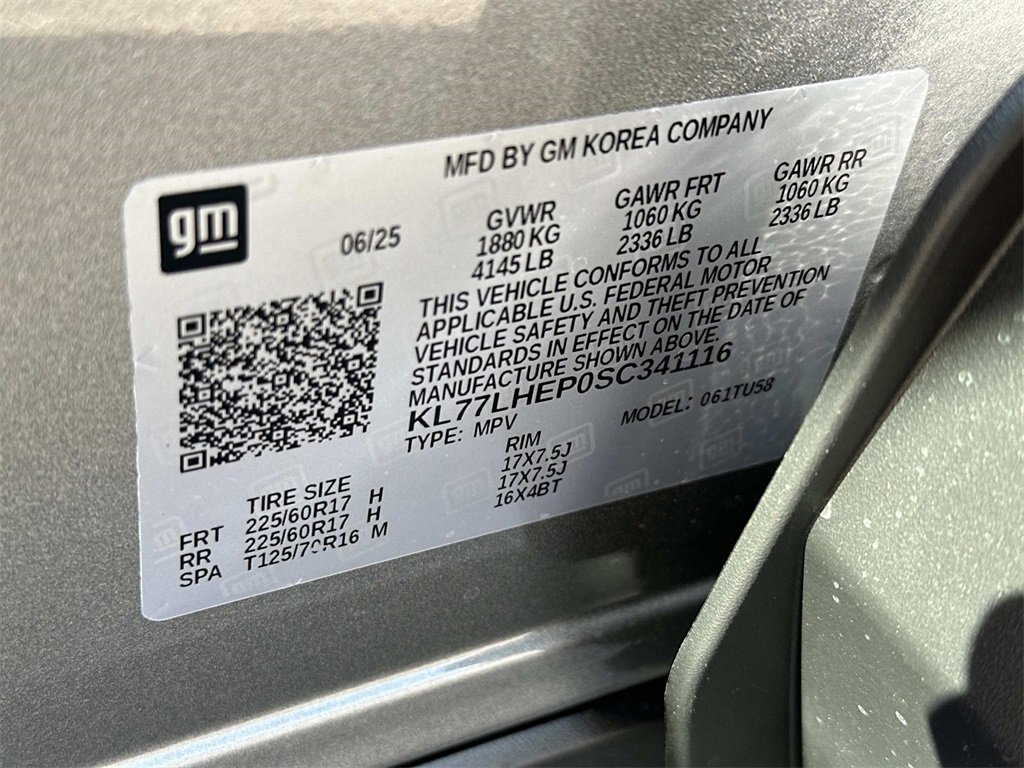 MFD BY GM KOREA COMPANY
gm
06/25
GVWR GAWR FRT GAWR RR
1880 KG 1060 KG 1060 KG
4145 LB 2336 LB 2336 LB
THIS VEHICLE CONFORMS TO ALL
APPLICABLE U.S. FEDERAL MOTOR
VEHICLE SAFETY AND THEFT PREVENTION
STANDARDS IN EFFECT ON THE DATE OF
MANUFACTURE SHOWN ABOVE.
KL77LHEP0SC341116
TYPE: MPV MODEL: 061TU58
TIRE SIZE RIM
FRT 225/60R17 H 17X7.5J
RR 225/60R17 H 17X7.5J
SPA T125/70R16 M 16X4BT